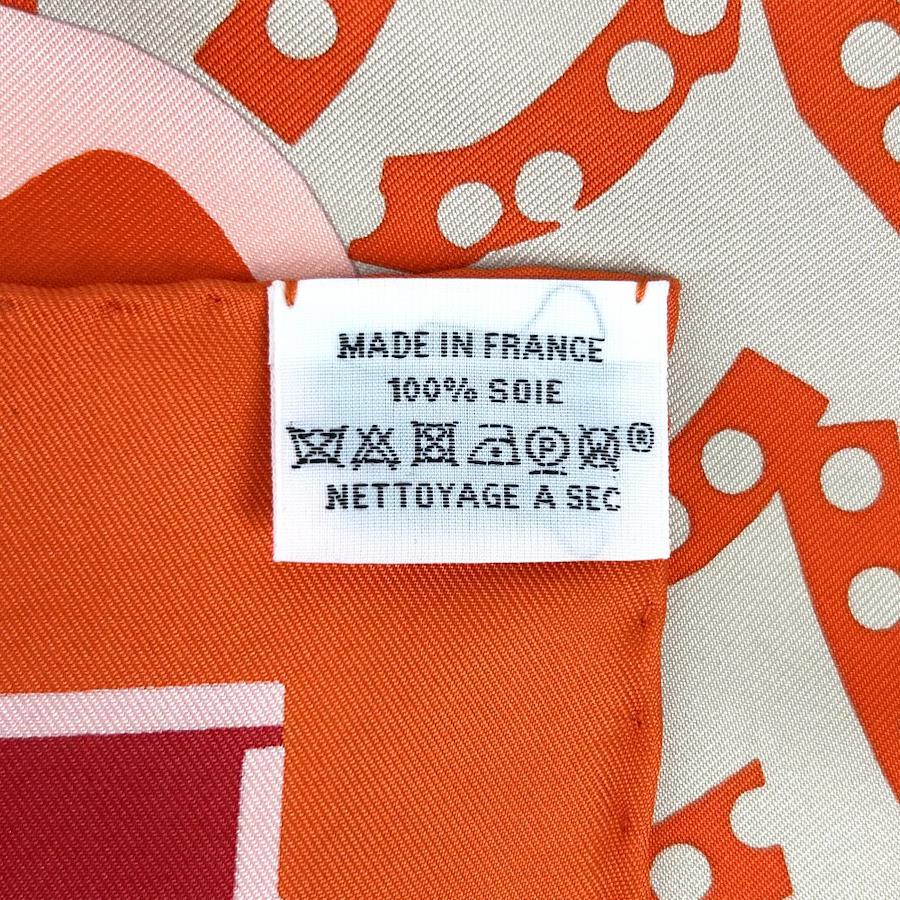 MADE IN FRANCE
100% SOIE
P ®
NETTOYAGE A SEC